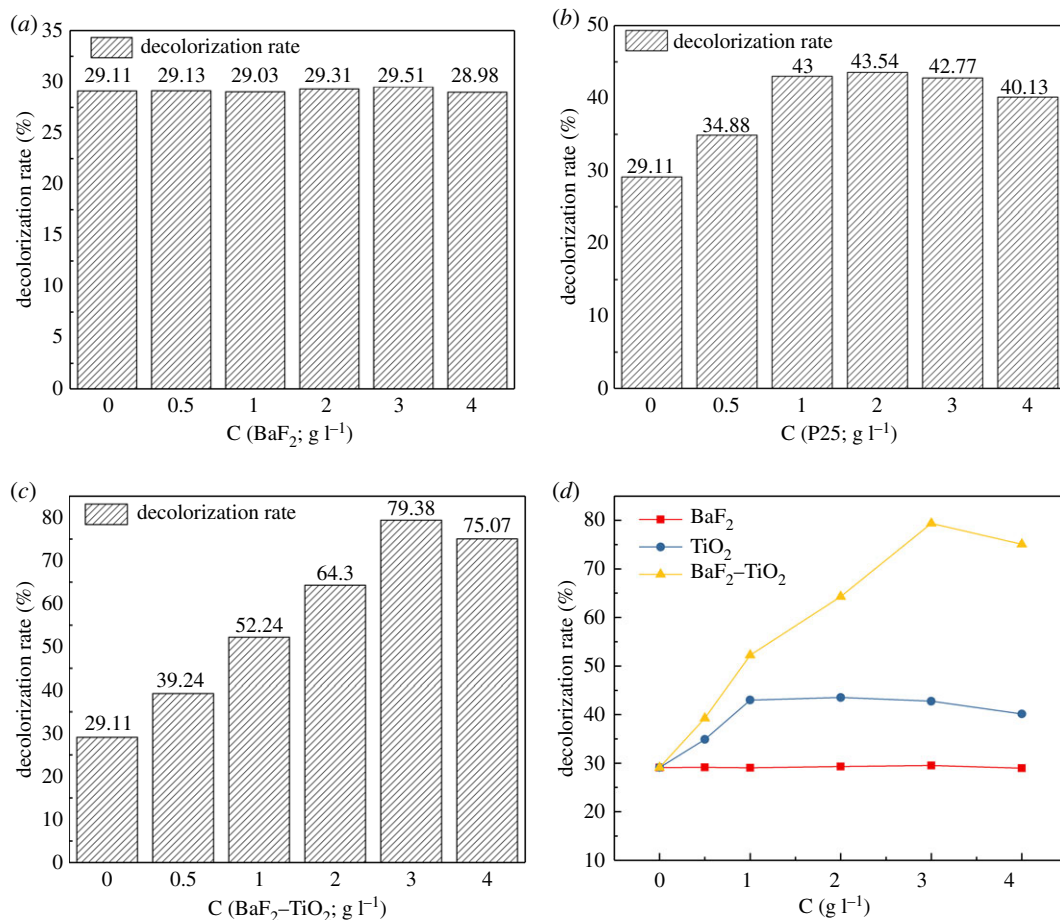 (a)
decolorization rate
35
30
25
20
15
10
5
0
decolorization rate (%)
29.11 29.13 29.03 29.31 29.51 28.98
0 0.5 1 2 3 4
C (BaF₂; g l⁻¹)
(b)
decolorization rate
50
40
30
20
10
0
decolorization rate (%)
29.11 34.88 43 43.54 42.77 40.13
0 0.5 1 2 3 4
C (P25; g l⁻¹)
(c)
decolorization rate
80
70
60
50
40
30
20
10
0
decolorization rate (%)
29.11 39.24 52.24 64.3 79.38 75.07
0 0.5 1 2 3 4
C (BaF₂–TiO₂; g l⁻¹)
(d)
BaF₂
TiO₂
BaF₂–TiO₂
80
70
60
50
40
30
20
10
decolorization rate (%)
0 1 2 3 4
C (g l⁻¹)